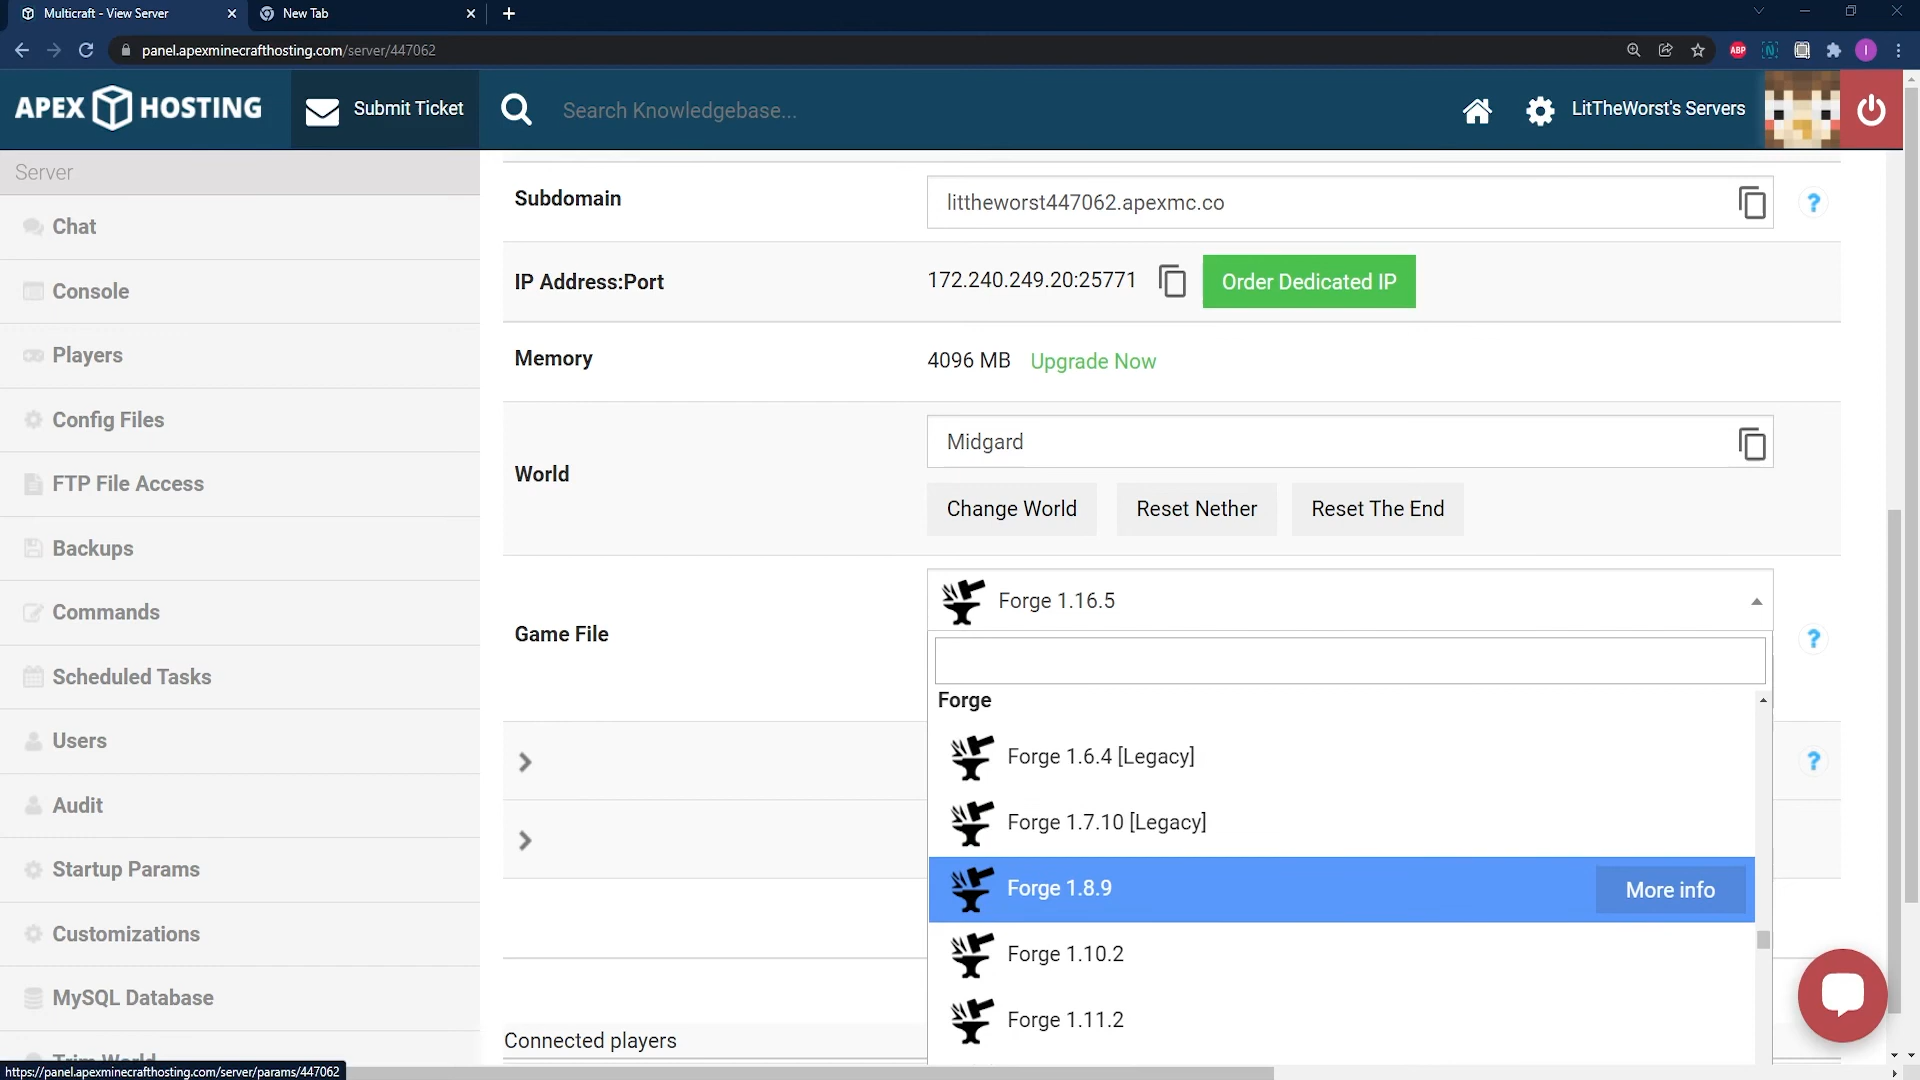 Multicraft - View Server
New Tab
panel.apexminecrafthosting.com/server/447062
ABP
N
I
APEX HOSTING
Submit Ticket
Search Knowledgebase...
LitTheWorst's Servers
Server
Chat
Console
Players
Config Files
FTP File Access
Backups
Commands
Scheduled Tasks
Users
Audit
Startup Params
Customizations
MySQL Database
Trim World
Subdomain
littheworst447062.apexmc.co
?
IP Address:Port
172.240.249.20:25771
Order Dedicated IP
Memory
4096 MB Upgrade Now
World
Midgard
Change World Reset Nether Reset The End
Game File
Forge 1.16.5
?
Forge
Forge 1.6.4 [Legacy]
?
Forge 1.7.10 [Legacy]
Forge 1.8.9
More info
Forge 1.10.2
Forge 1.11.2
Connected players
https://panel.apexminecrafthosting.com/server/params/447062